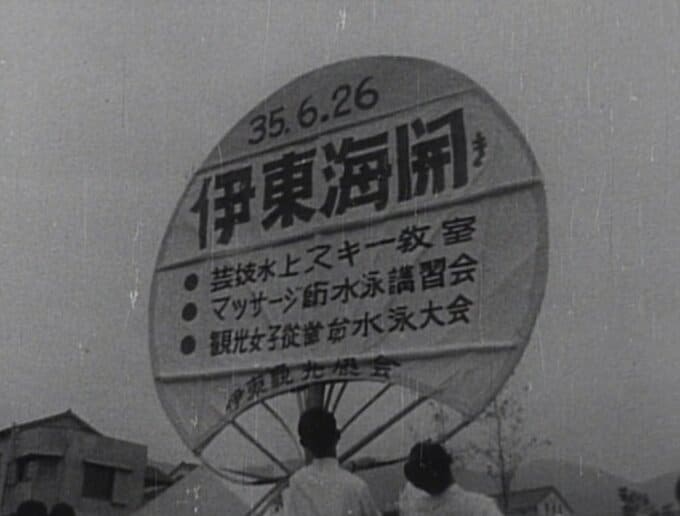 35.6.26
伊東海開き
●芸妓水上スキー教室
●マッサージ師水泳講習会
●観光女子従業員水泳大会
伊東観光協会